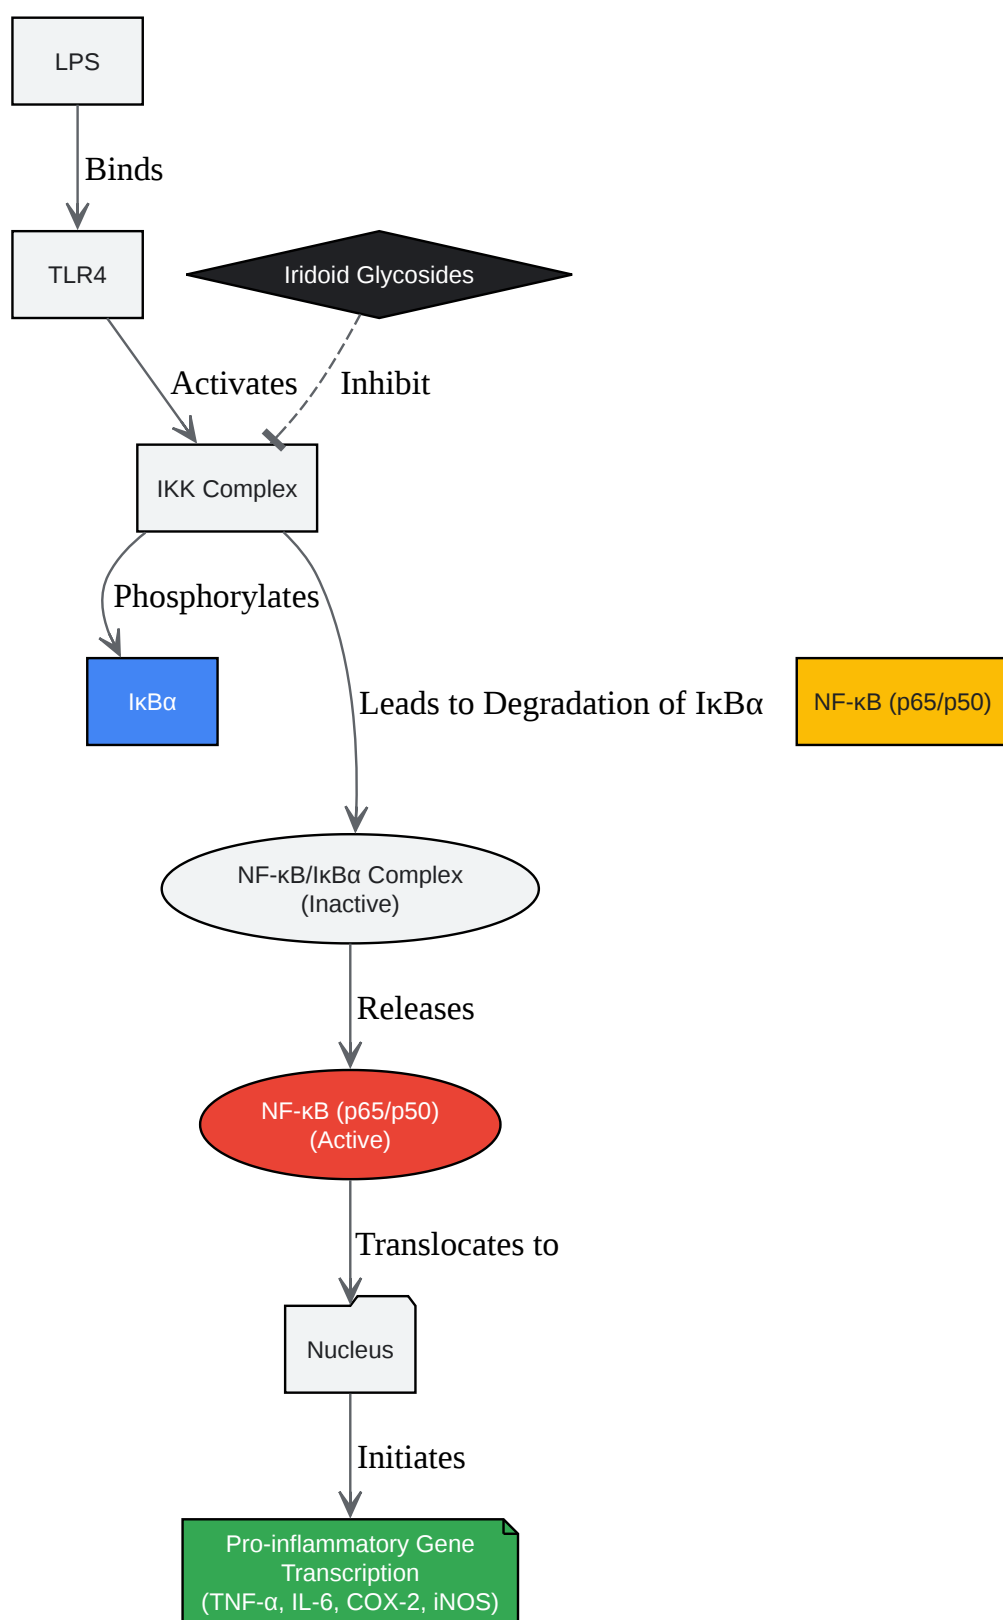 LPS
Binds
TLR4
Iridoid Glycosides
Activates
Inhibit
IKK Complex
Phosphorylates
IκBα
Leads to Degradation of IκBα
NF-κB (p65/p50)
NF-κB/IκBα Complex
(Inactive)
Releases
NF-κB (p65/p50)
(Active)
Translocates to
Nucleus
Initiates
Pro-inflammatory Gene
Transcription
(TNF-α, IL-6, COX-2, iNOS)